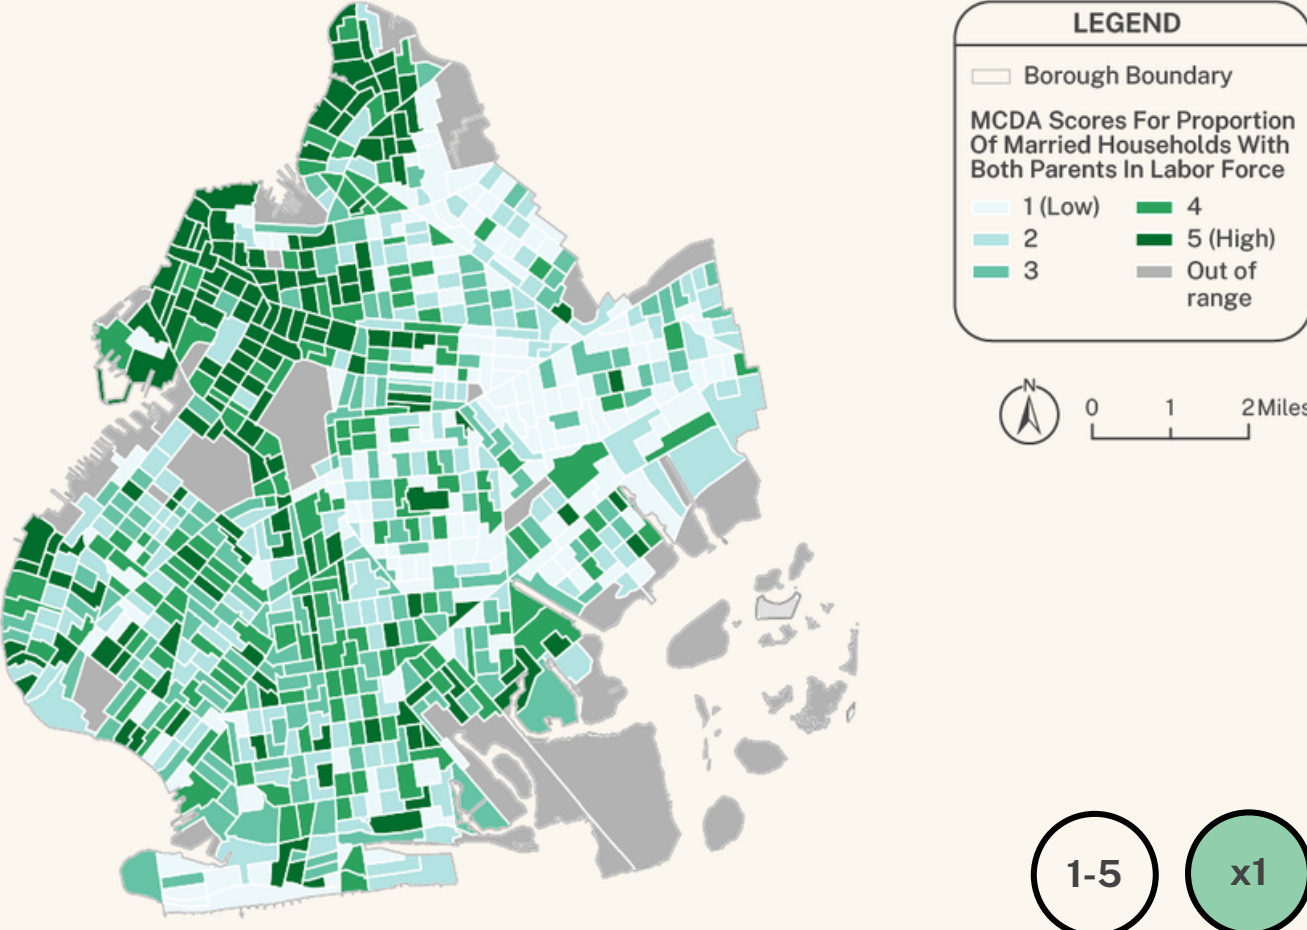 LEGEND
Borough Boundary
MCDA Scores For Proportion
Of Married Households With
Both Parents In Labor Force
1 (Low)
2
3
4
5 (High)
Out of
range
N
0 1 2 Miles
1-5
x1